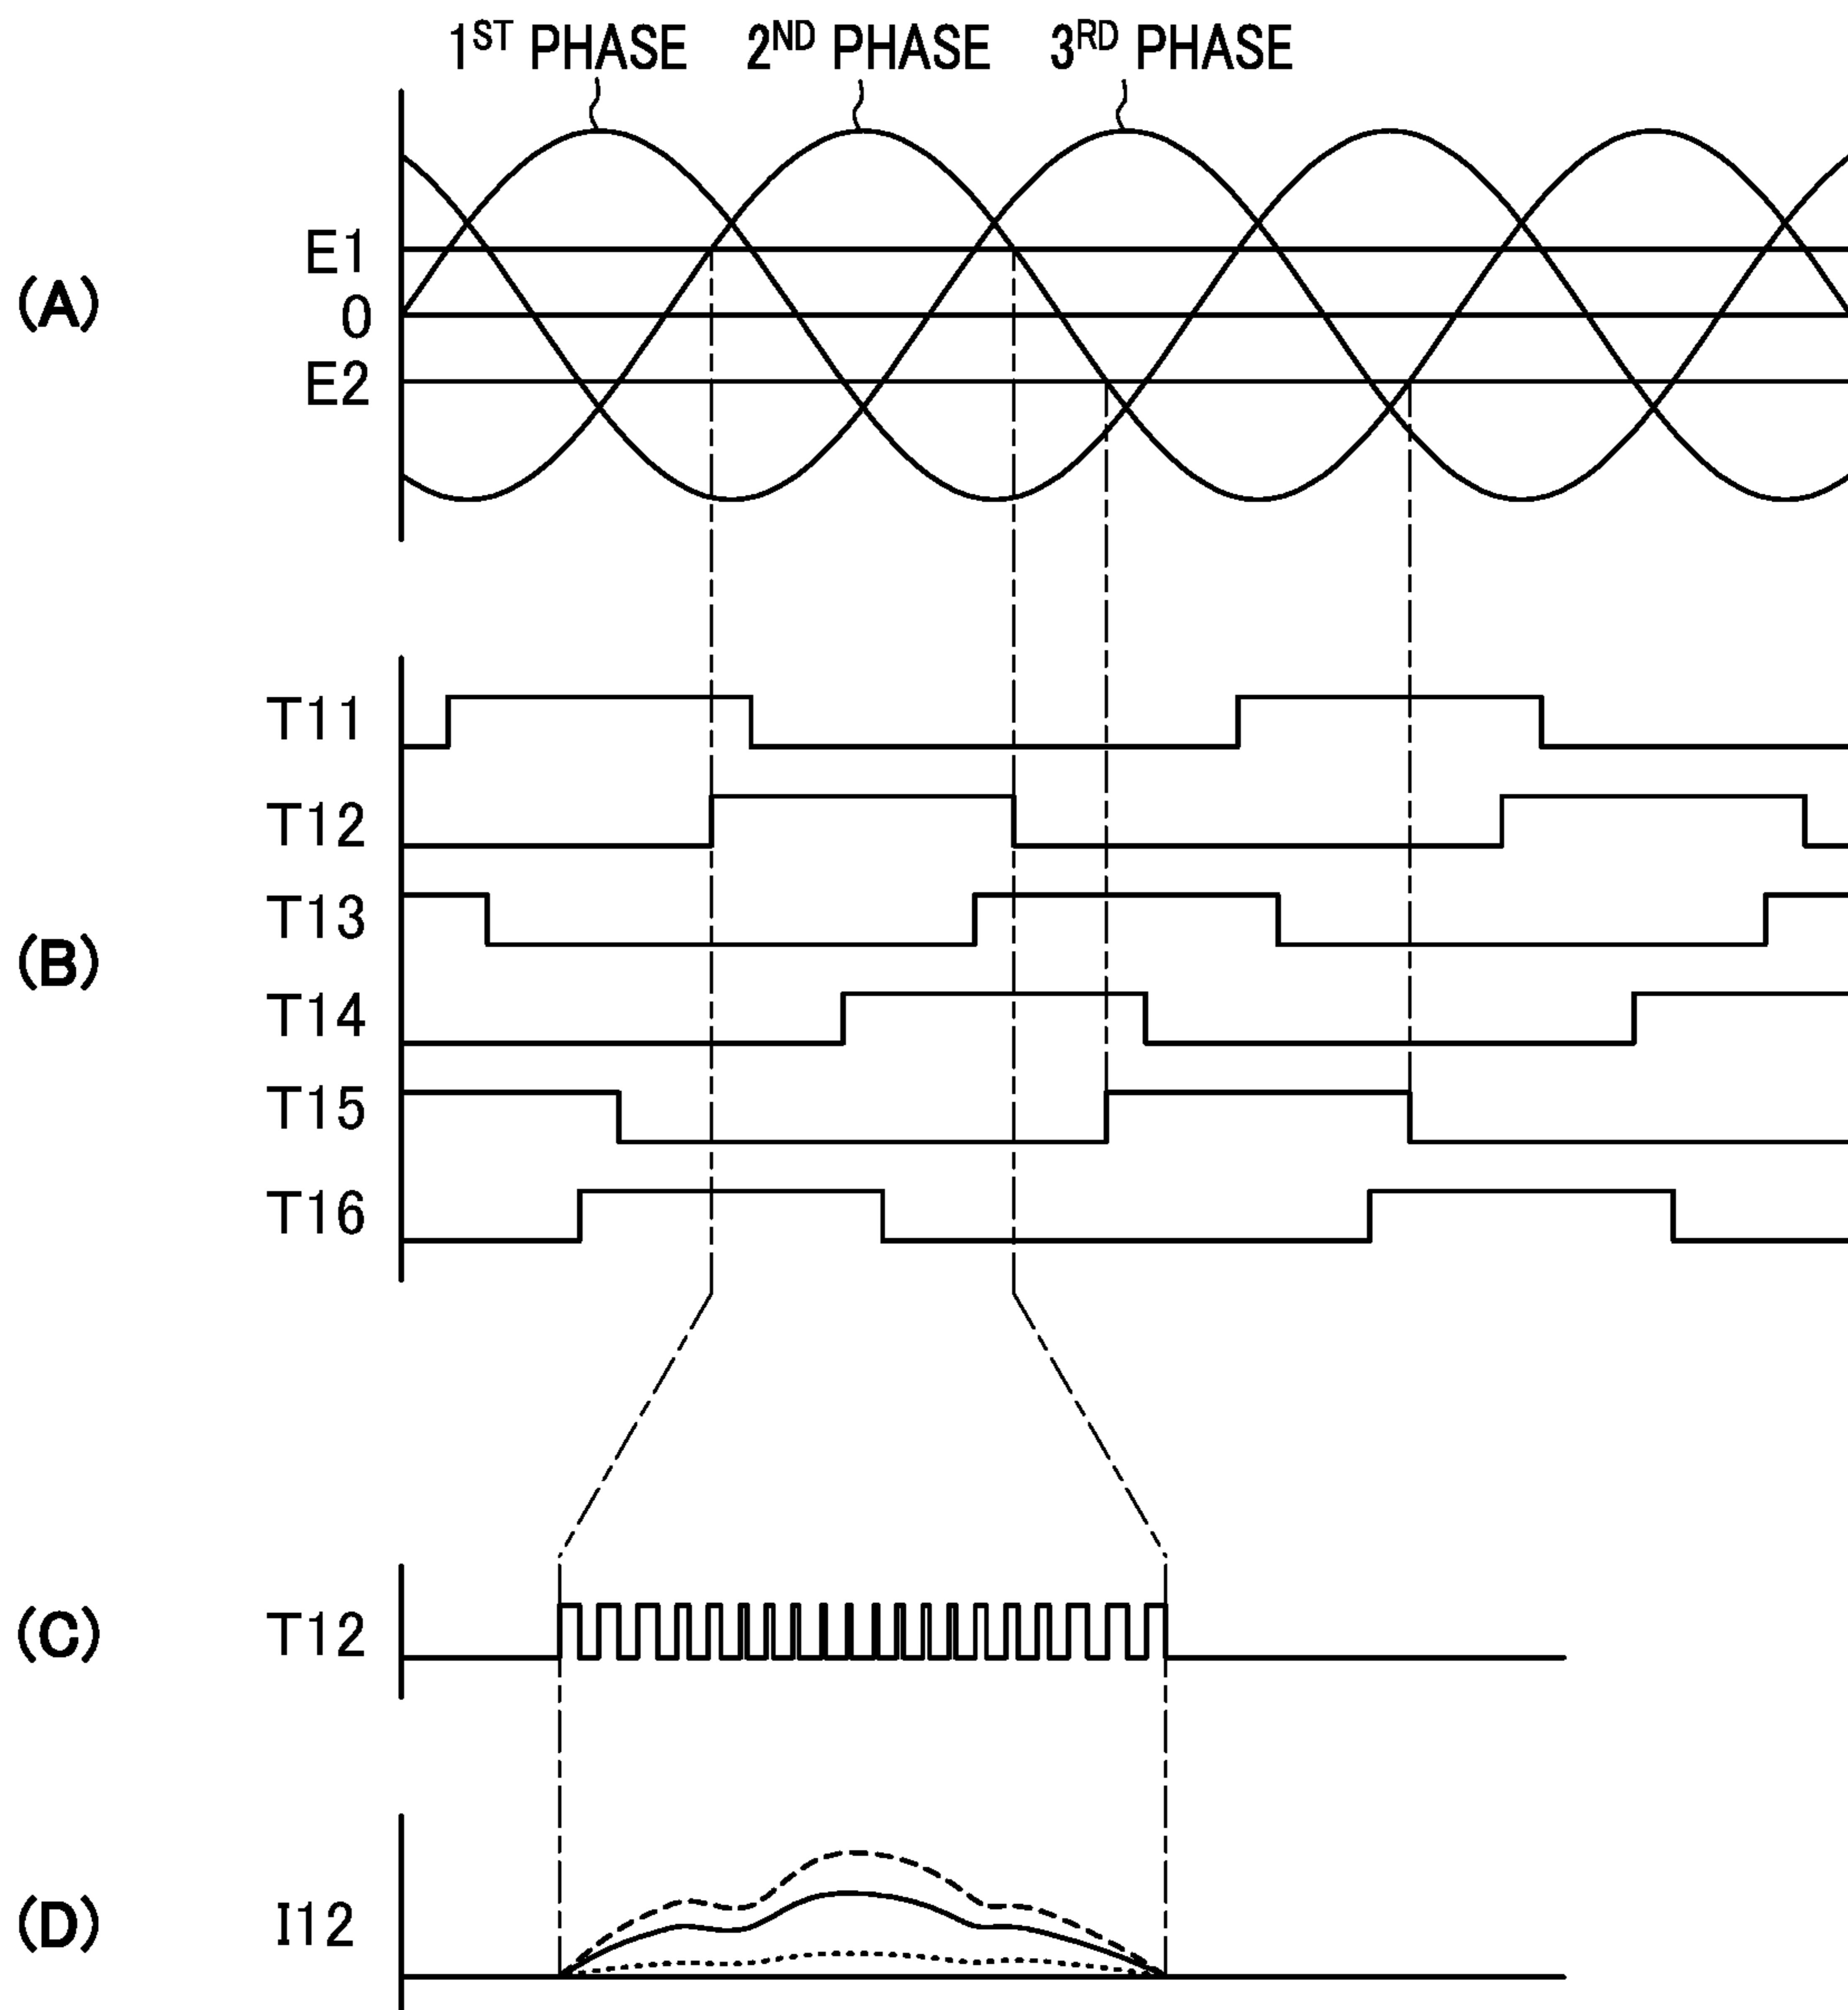 1ST PHASE 2ND PHASE 3RD PHASE
(A)
E1
0
E2
(B)
T11
T12
T13
T14
T15
T16
(C) T12
(D) I12